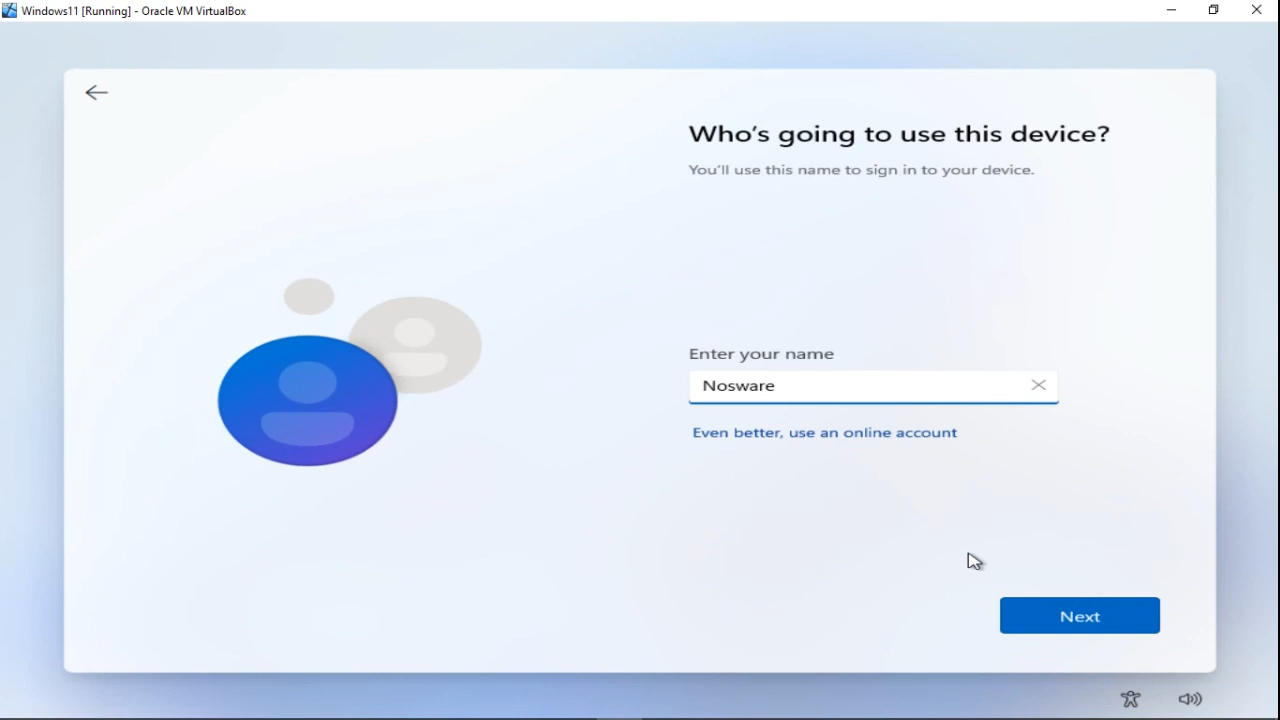 Windows11 [Running] - Oracle VM VirtualBox
Who's going to use this device?
You'll use this name to sign in to your device.
Enter your name
Nosware
Even better, use an online account
Next